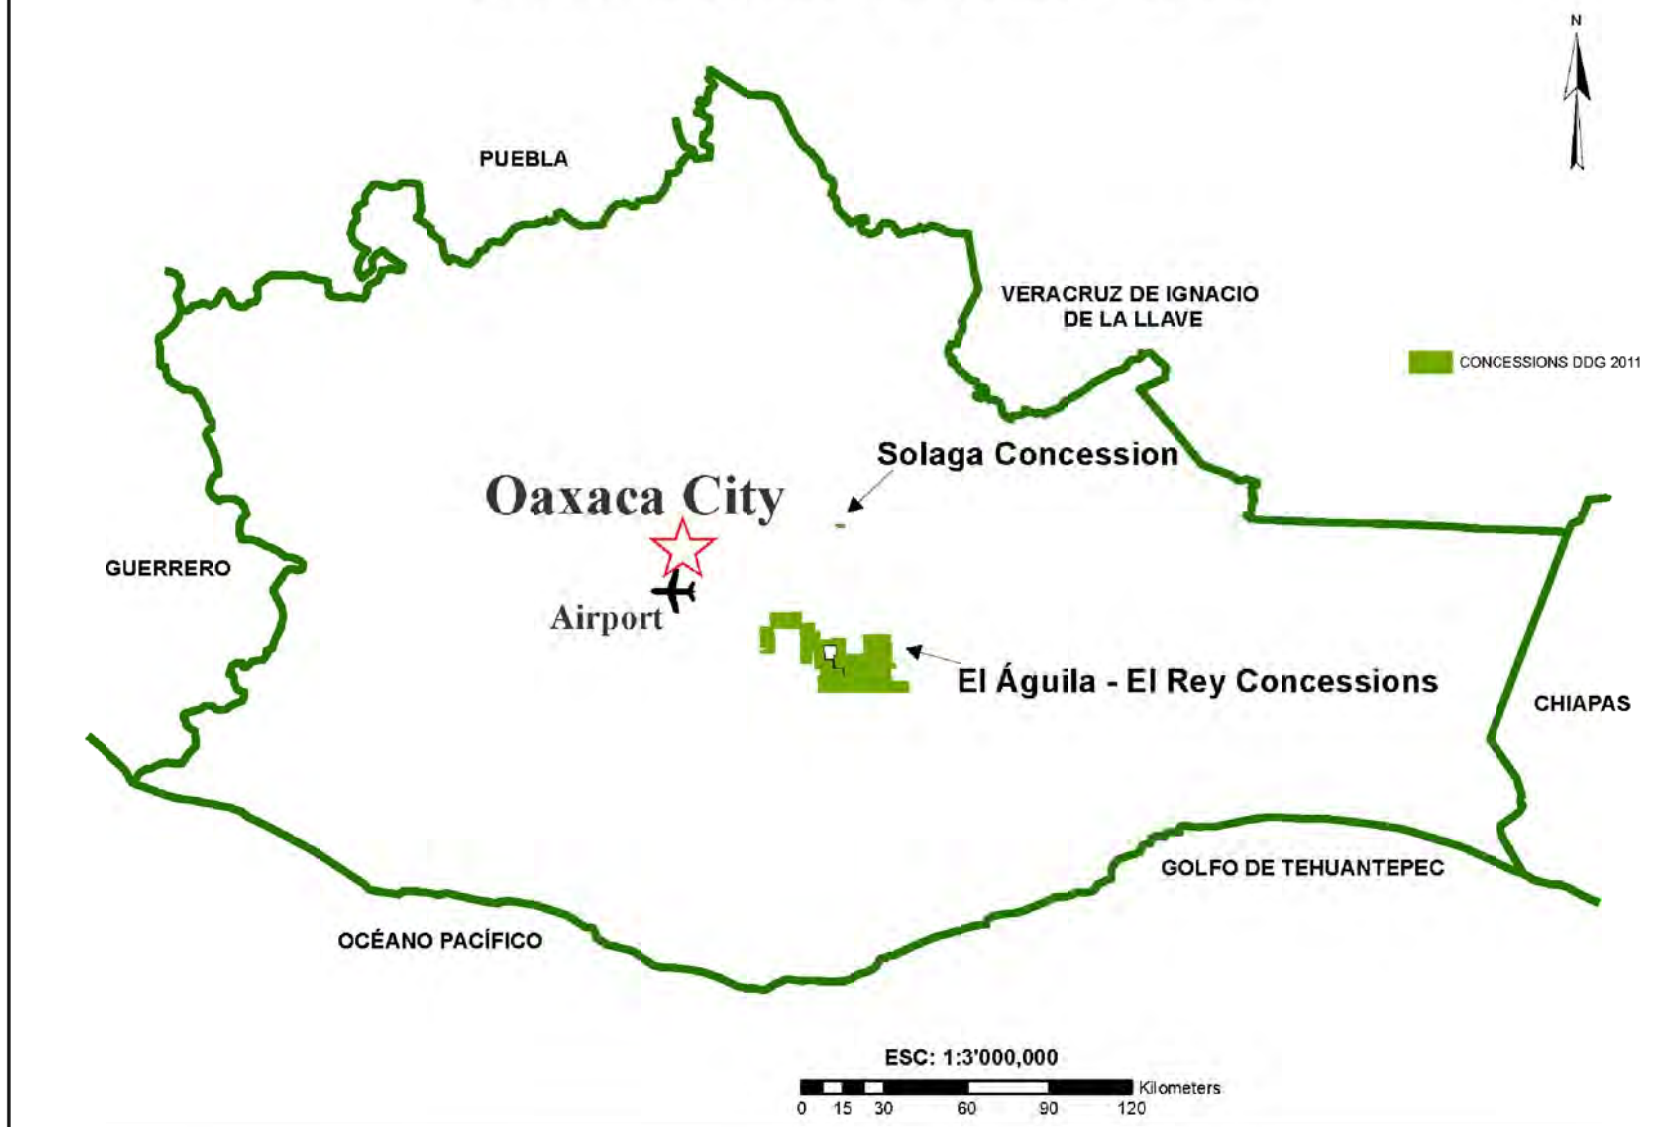 N
PUEBLA
VERACRUZ DE IGNACIO
DE LA LLAVE
CONCESSIONS DDG 2011
Solaga Concession
Oaxaca City
GUERRERO
Airport
El Águila - El Rey Concessions
CHIAPAS
GOLFO DE TEHUANTEPEC
OCÉANO PACÍFICO
ESC: 1:3'000,000
Kilometers
0 15 30 60 90 120